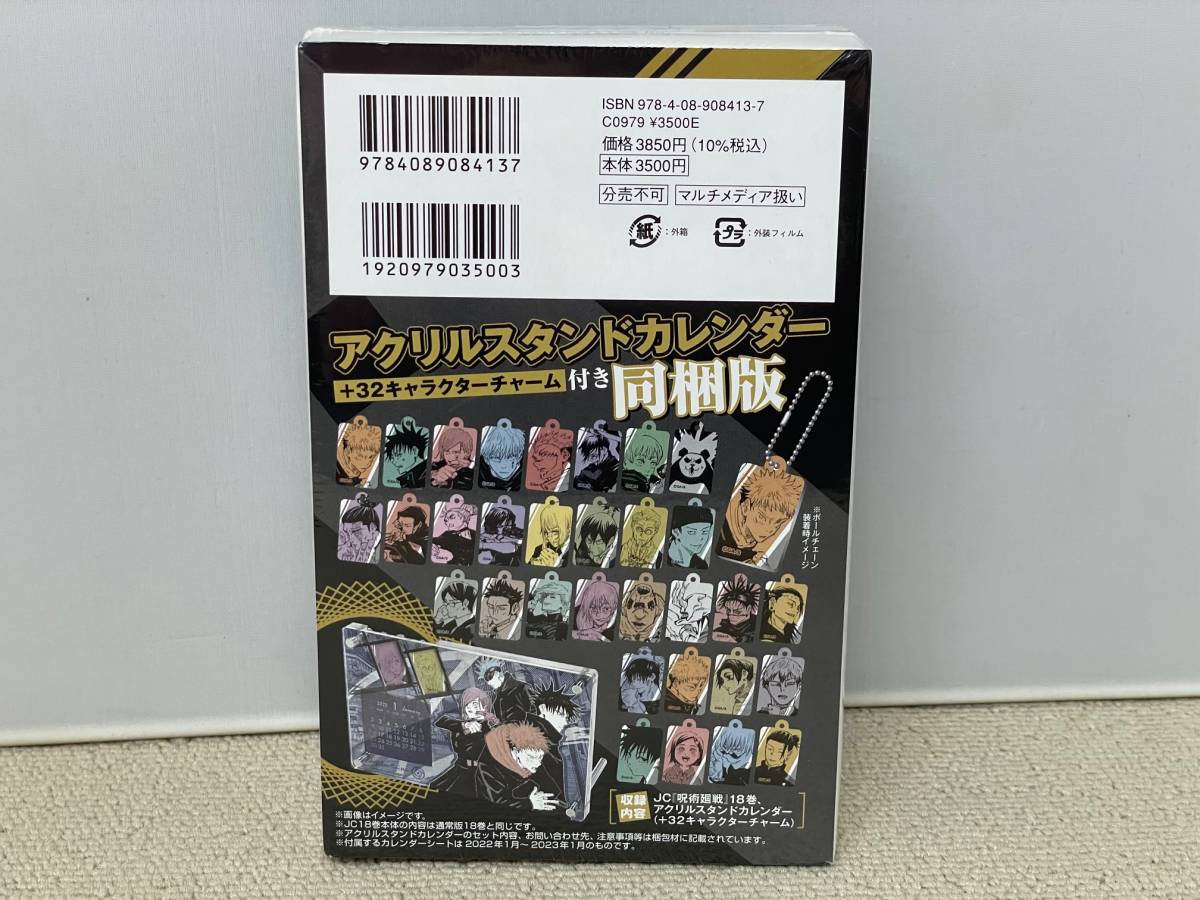 ISBN 978-4-08-908413-7
C0979 ¥3500E
価格3850円(10%税込)
本体3500円
分売不可 マルチメディア扱い
紙:外箱 プラ:外装フィルム
9784089084137
1920979035003
アクリルスタンドカレンダー
+32キャラクターチャーム 付き 同梱版
※ボールチェーン
装着時イメージ
収録
内容
JC『呪術廻戦』18巻、
アクリルスタンドカレンダー
(+32キャラクターチャーム)
※画像はイメージです。
※JC18巻本体の内容は通常版18巻と同じです。
※アクリルスタンドカレンダーのセット内容、お問い合わせ先、注意事項等は梱包材に記載されています。
※付属するカレンダーシートは2022年1月~2023年1月のものです。